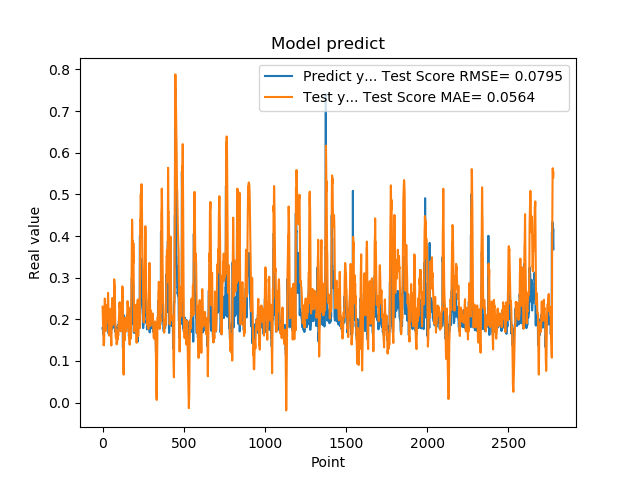 Model predict
Predict y... Test Score RMSE= 0.0795
Test y... Test Score MAE= 0.0564
0.8
0.7
0.6
0.5
0.4
0.3
0.2
0.1
0.0
Real value
0 500 1000 1500 2000 2500
Point